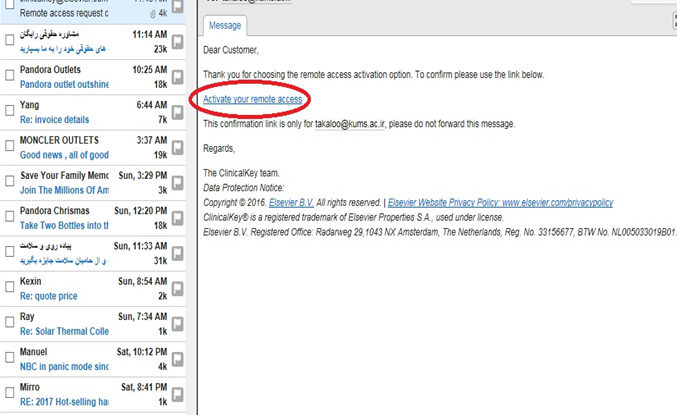 Remote access request c 4k
مشاوره حقوقی رایگان 11:14 AM
های حقوقی خود را به ما بسپارید 23k
Pandora Outlets 10:25 AM
Pandora outlet outshine 18k
Yang 6:44 AM
Re: invoice details 7k
MONCLER OUTLETS 3:37 AM
Good news , all of good 19k
Save Your Family Memo Sun, 3:29 PM
Join The Millions Of Am 3k
Pandora Chrismas Sun, 12:20 PM
Take Two Bottles into th 18k
پیاده روی و سلامت Sun, 11:33 AM
و از حامیان سلامت جایزه بگیرید 31k
Kexin Sun, 8:54 AM
Re: quote price 2k
Ray Sun, 7:34 AM
Re: Solar Thermal Colle 1k
Manuel Sat, 10:12 PM
NBC in panic mode sinc 4k
Mirro Sat, 8:41 PM
RE: 2017 Hot-selling ha 1k
Message
Dear Customer,
Thank you for choosing the remote access activation option. To confirm please use the link below.
Activate your remote access
This confirmation link is only for takaloo@kums.ac.ir, please do not forward this message.
Regards,
The ClinicalKey team.
Data Protection Notice:
Copyright © 2016. Elsevier B.V. All rights reserved. | Elsevier Website Privacy Policy: www.elsevier.com/privacypolicy
ClinicalKey® is a registered trademark of Elsevier Properties S.A., used under license.
Elsevier B.V. Registered Office: Radarweg 29,1043 NX Amsterdam, The Netherlands, Reg. No. 33156677, BTW No. NL005033019B01.